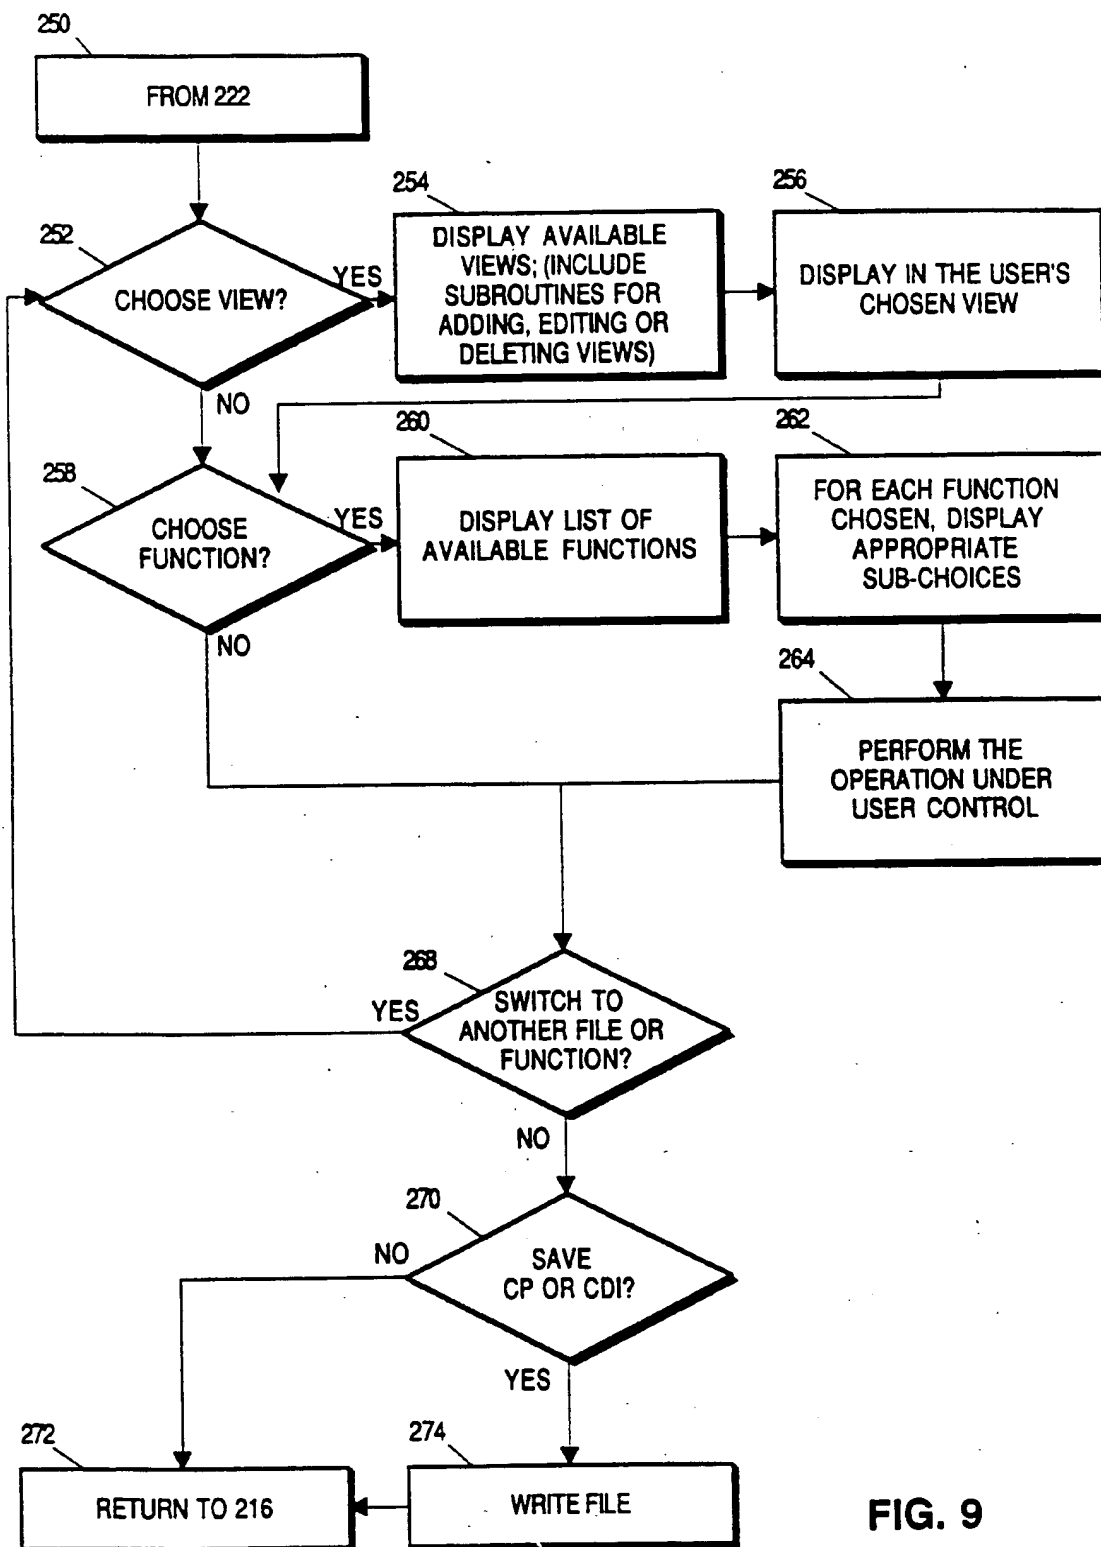 250
FROM 222
252
CHOOSE VIEW?
YES
NO
254
DISPLAY AVAILABLE
VIEWS; (INCLUDE
SUBROUTINES FOR
ADDING, EDITING OR
DELETING VIEWS)
256
DISPLAY IN THE USER'S
CHOSEN VIEW
258
CHOOSE
FUNCTION?
YES
NO
260
DISPLAY LIST OF
AVAILABLE FUNCTIONS
262
FOR EACH FUNCTION
CHOSEN, DISPLAY
APPROPRIATE
SUB-CHOICES
264
PERFORM THE
OPERATION UNDER
USER CONTROL
268
YES
SWITCH TO
ANOTHER FILE OR
FUNCTION?
NO
270
NO
SAVE
CP OR CDI?
YES
272
RETURN TO 216
274
WRITE FILE
FIG. 9